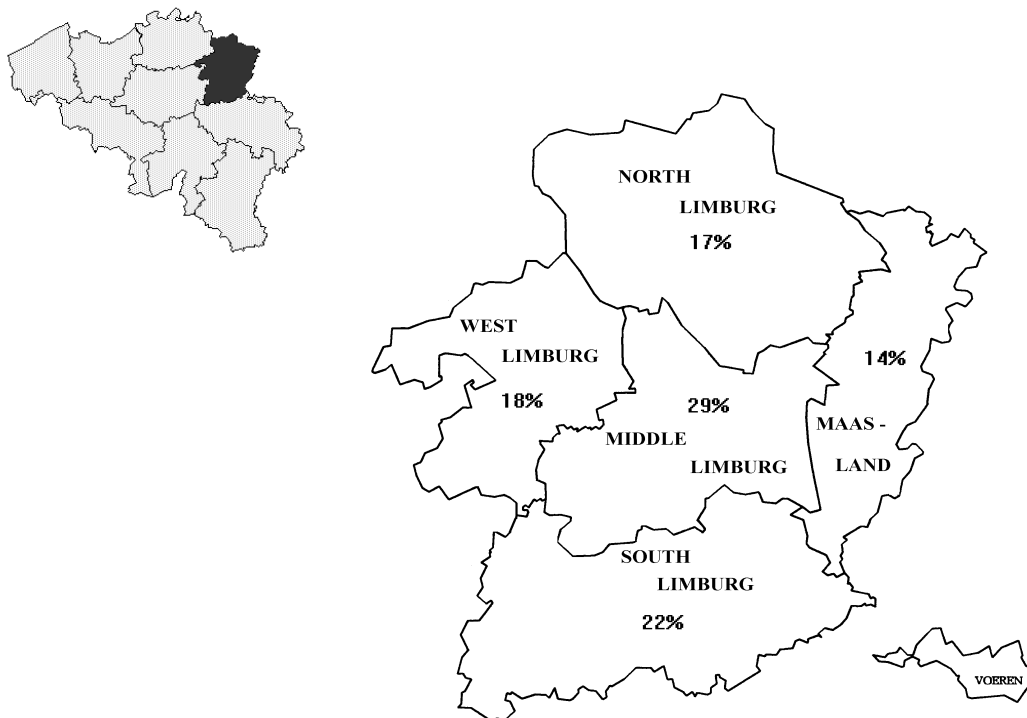 NORTH
LIMBURG
17%
WEST
LIMBURG
18%
14%
MAAS -
LAND
29%
MIDDLE
LIMBURG
SOUTH
LIMBURG
22%
VOEREN